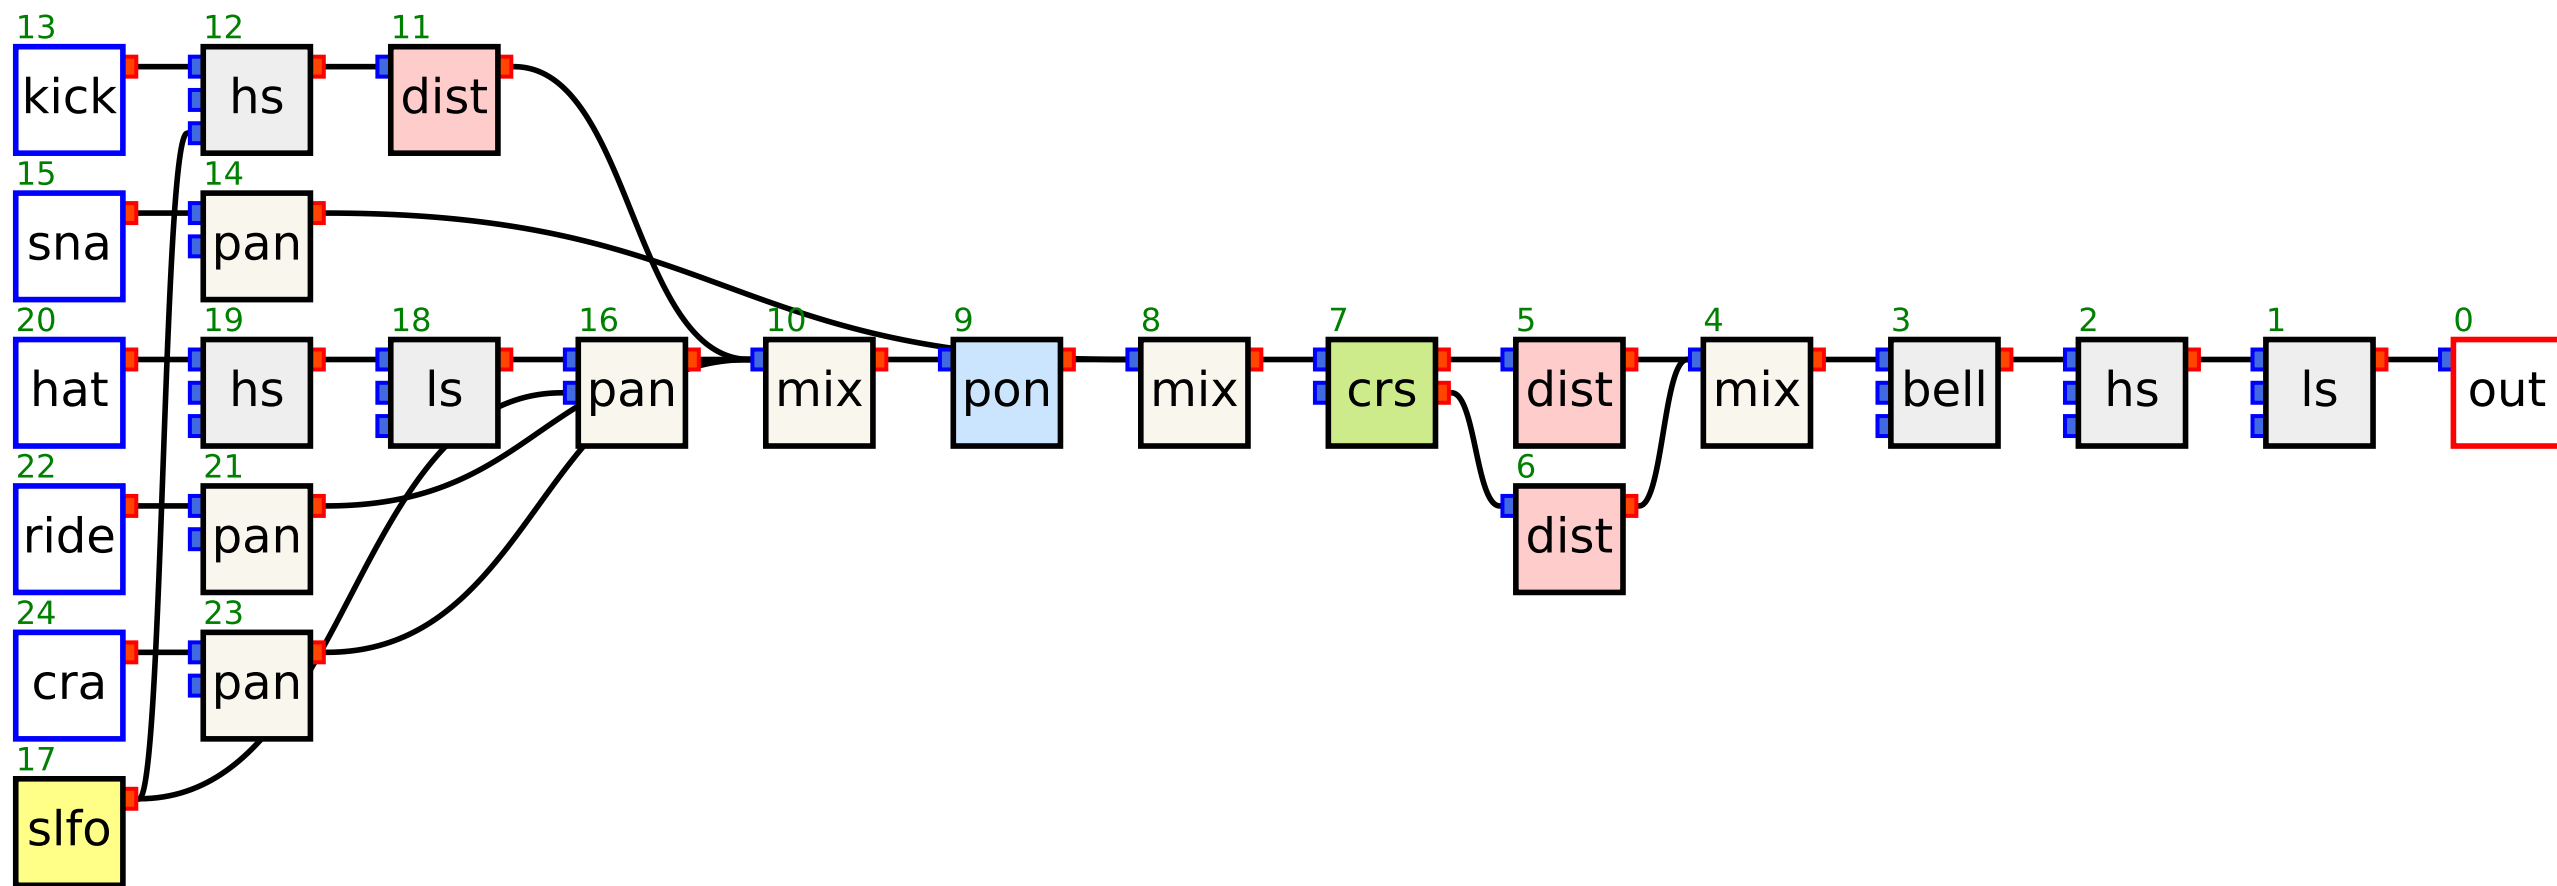 13 12 11
kick hs dist
15 14
sna pan
20 19 18 16 10 9 8 7 5 4 3 2 1 0
hat hs ls pan mix pon mix crs dist mix bell hs ls out
22 21 6
ride pan dist
24 23
cra pan
17
slfo